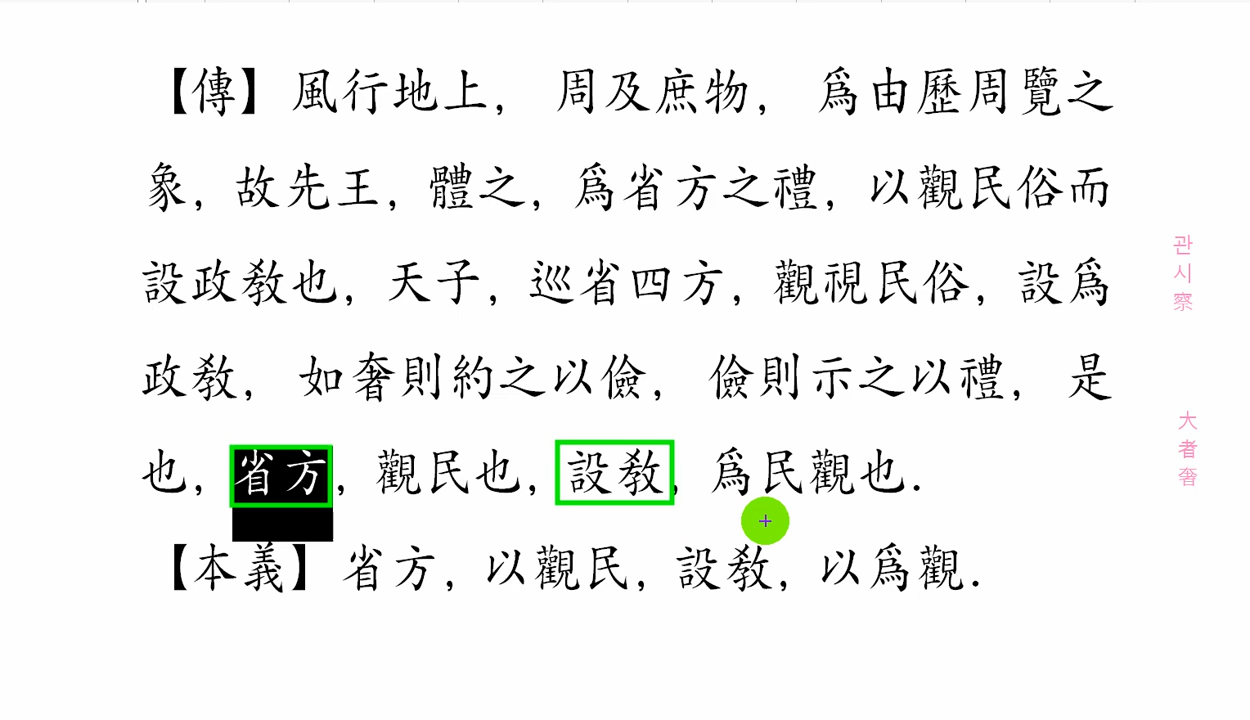 【傳】風行地上, 周及庶物, 爲由歷周覽之
象, 故先王, 體之, 爲省方之禮, 以觀民俗而
設政敎也, 天子, 巡省四方, 觀視民俗, 設爲
政敎, 如奢則約之以儉, 儉則示之以禮, 是
也, 省方, 觀民也, 設敎, 爲民觀也.
【本義】省方, 以觀民, 設敎, 以爲觀.
관
시
察
大
者
奢